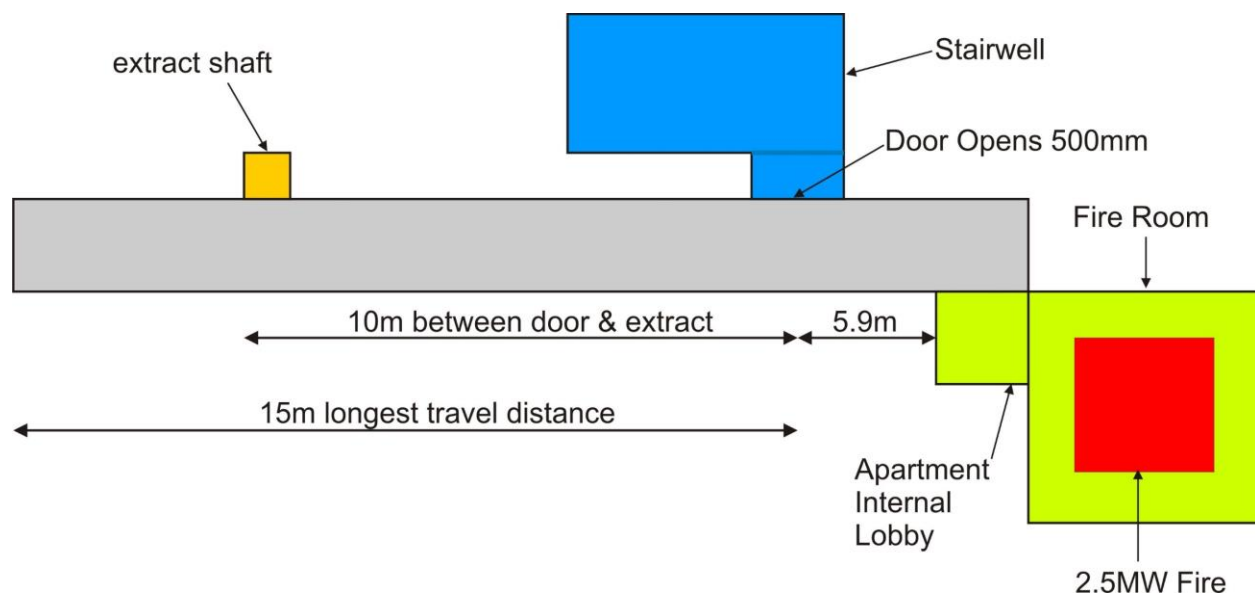 extract shaft
Stairwell
Door Opens 500mm
Fire Room
10m between door & extract
5.9m
15m longest travel distance
Apartment
Internal
Lobby
2.5MW Fire